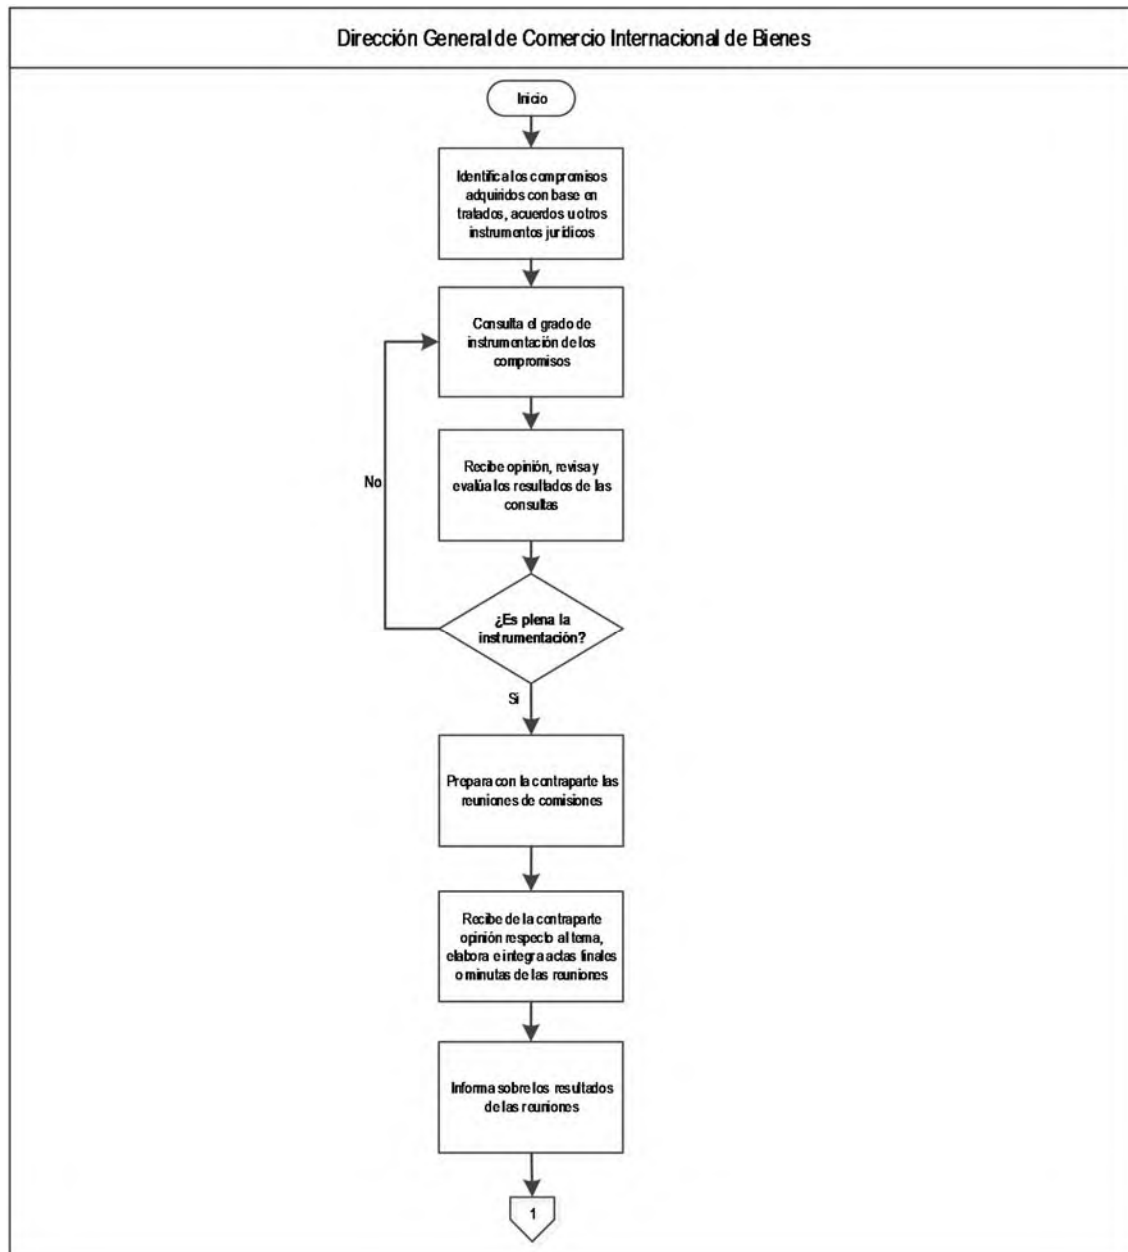 Dirección General de Comercio Internacional de Bienes
Inicio
Identifica los compromisos
adquiridos con base en
tratados, acuerdos u otros
instrumentos jurídicos
Consulta el grado de
instrumentación de los
compromisos
Recibe opinión, revisa y
evalúa los resultados de las
consultas
No
¿Es plena la
instrumentación?
Sí
Prepara con la contraparte las
reuniones de comisiones
Recibe de la contraparte
opinión respecto al tema,
elabora e integra actas finales
o minutas de las reuniones
Informa sobre los resultados
de las reuniones
1